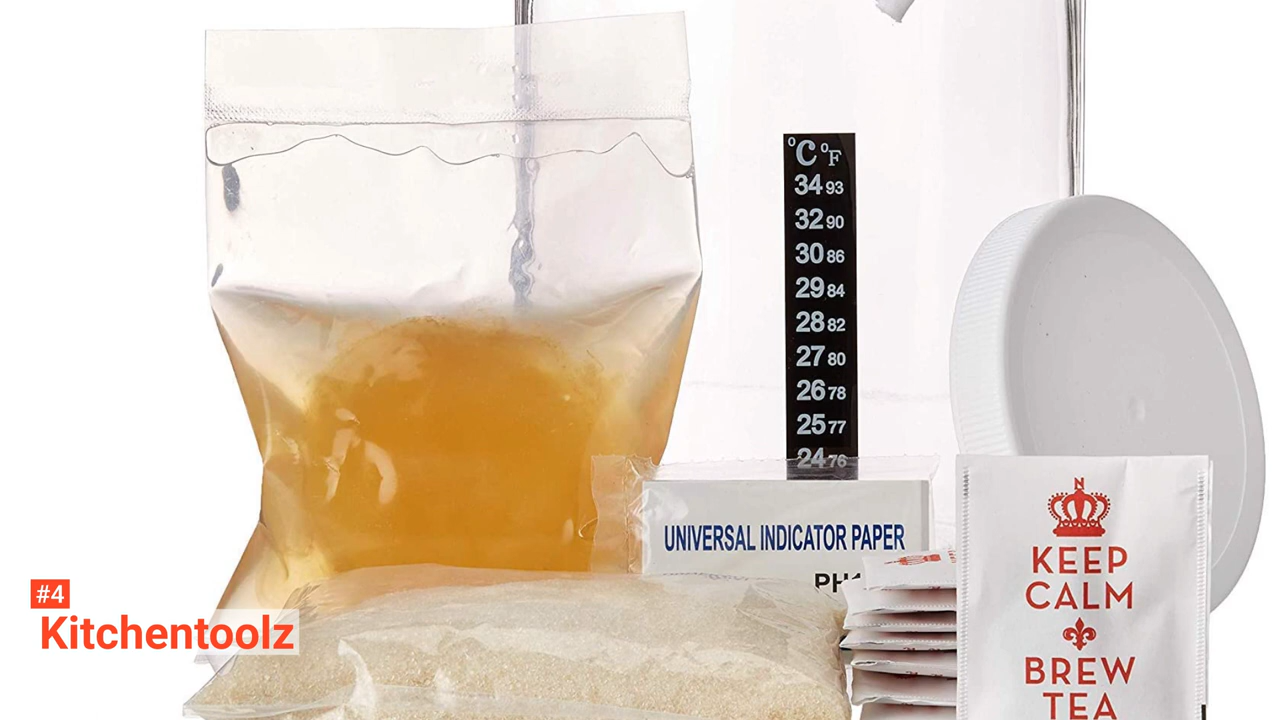 °C °F
34 93
32 90
30 86
29 84
28 82
27 80
26 78
25 77
24 76
UNIVERSAL INDICATOR PAPER
N
KEEP
CALM
BREW
TEA
#4
Kitchentoolz